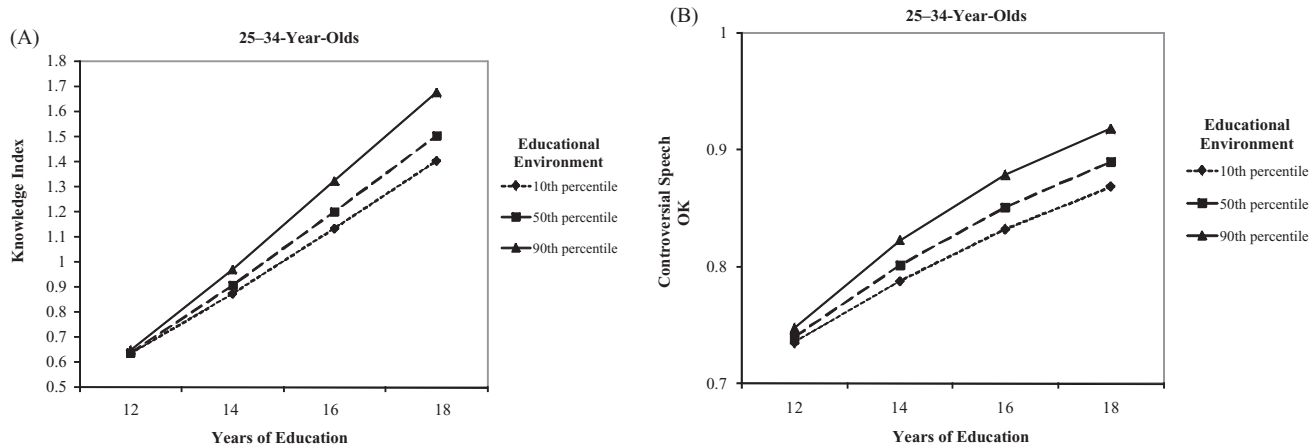 (A)
25–34-Year-Olds
Knowledge Index
1.8
1.7
1.6
1.5
1.4
1.3
1.2
1.1
1
0.9
0.8
0.7
0.6
0.5
12
14
16
18
Years of Education
Educational
Environment
10th percentile
50th percentile
90th percentile
(B)
25–34-Year-Olds
Controversial Speech
OK
1
0.9
0.8
0.7
12
14
16
18
Years of Education
Educational
Environment
10th percentile
50th percentile
90th percentile